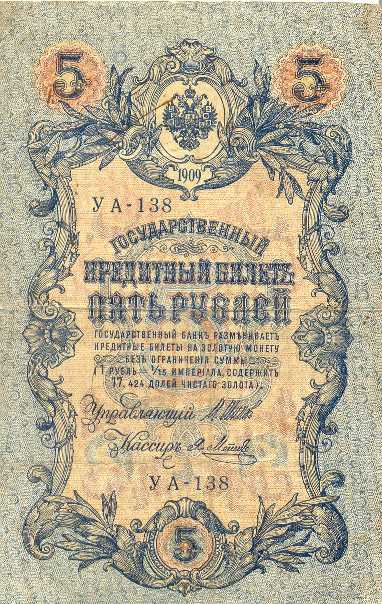 5 5
1909
УА-138
ГОСУДАРСТВЕННЫЙ
КРЕДИТНЫЙ БИЛЕТЪ
ПЯТЬ РУБЛЕЙ
ГОСУДАРСТВЕННЫЙ БАНКЪ РАЗМѢНИВАЕТЪ
КРЕДИТНЫЕ БИЛЕТЫ НА ЗОЛОТУЮ МОНЕТУ
БЕЗЪ ОГРАНИЧЕНІЯ СУММЫ
(1 РУБЛЬ = 1/15 ИМПЕРІАЛА, СОДЕРЖИТЪ
17,424 ДОЛЕЙ ЧИСТАГО ЗОЛОТА).
Управляющій
Кассиръ
УА-138
5